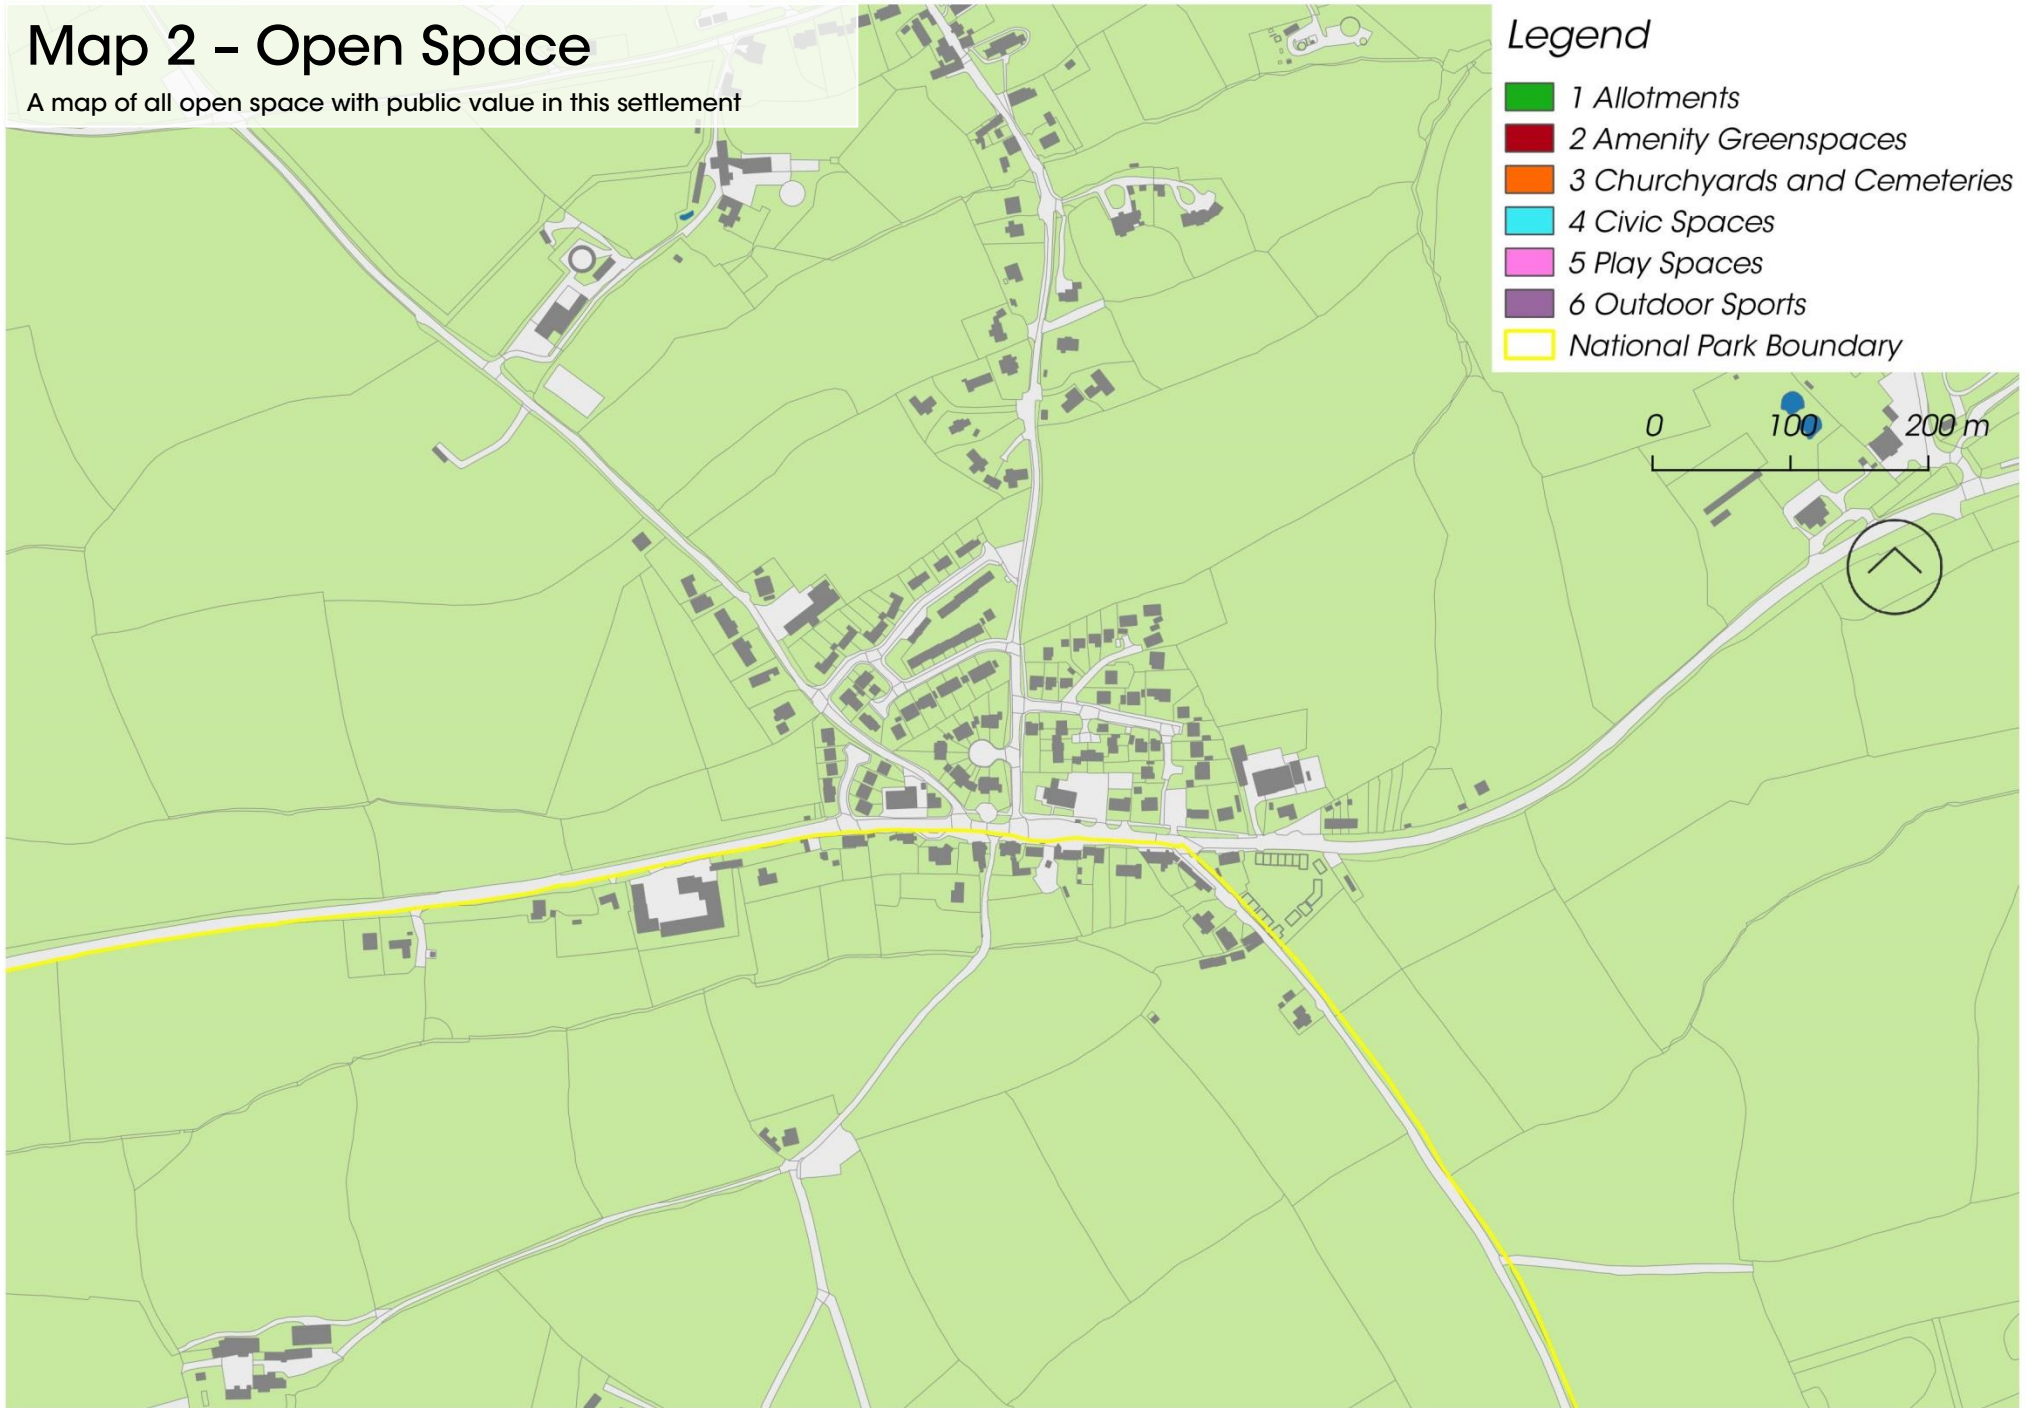 Map 2 – Open Space
A map of all open space with public value in this settlement
Legend
1 Allotments
2 Amenity Greenspaces
3 Churchyards and Cemeteries
4 Civic Spaces
5 Play Spaces
6 Outdoor Sports
National Park Boundary
0 100 200 m